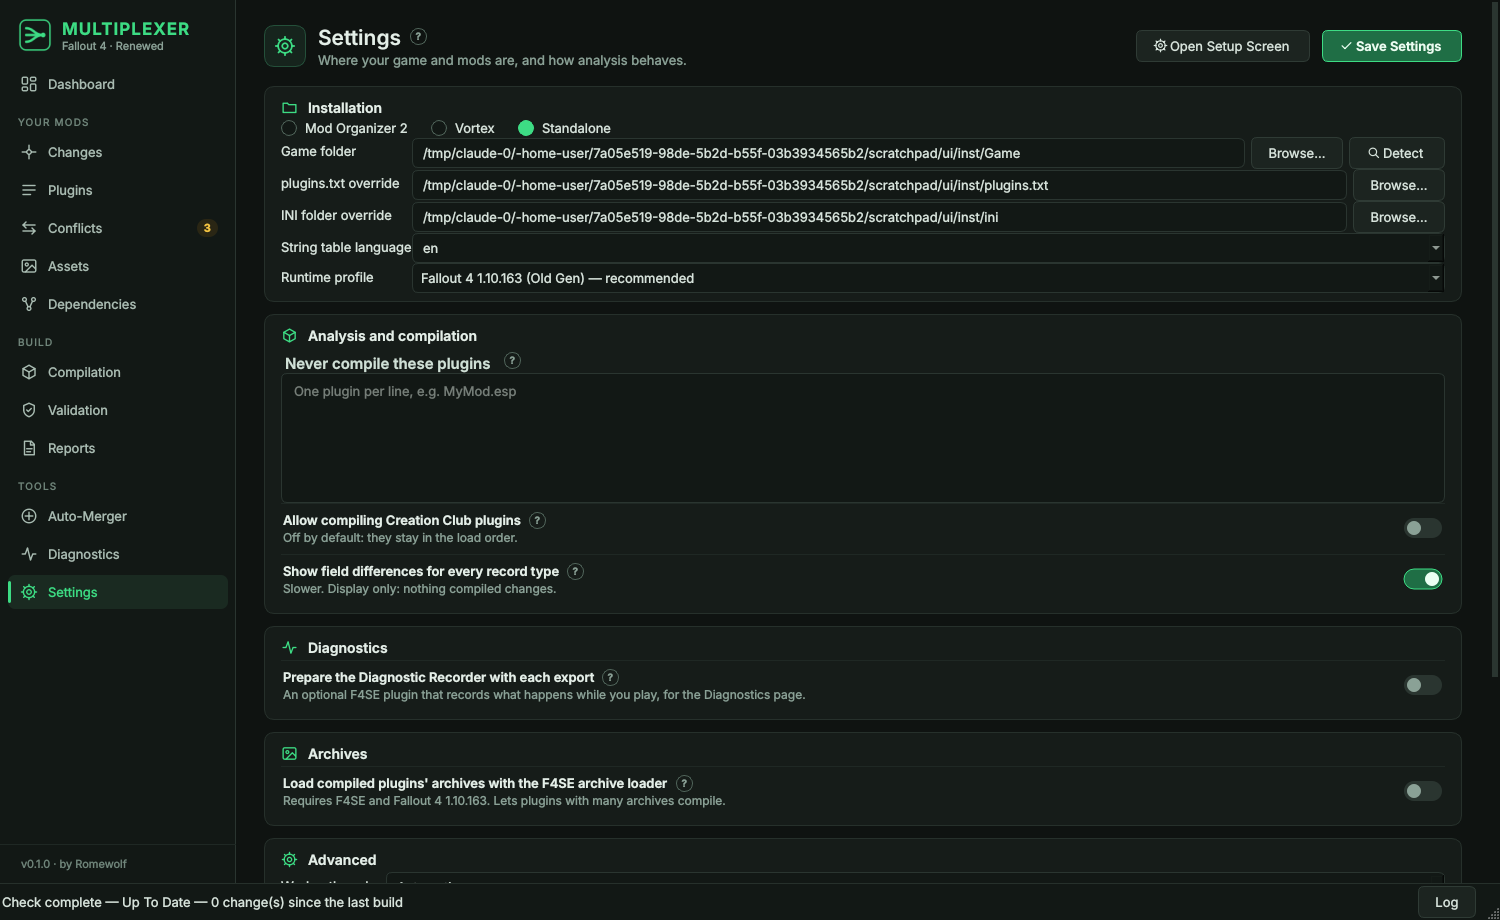 MULTIPLEXER
Fallout 4 · Renewed
Dashboard
YOUR MODS
Changes
Plugins
Conflicts 3
Assets
Dependencies
BUILD
Compilation
Validation
Reports
TOOLS
Auto-Merger
Diagnostics
Settings
v0.1.0 · by Romewolf
Settings ?
Where your game and mods are, and how analysis behaves.
Open Setup Screen
Save Settings
Installation
Mod Organizer 2 Vortex Standalone
Game folder /tmp/claude-0/-home-user/7a05e519-98de-5b2d-b55f-03b3934565b2/scratchpad/ui/inst/Game Browse... Detect
plugins.txt override /tmp/claude-0/-home-user/7a05e519-98de-5b2d-b55f-03b3934565b2/scratchpad/ui/inst/plugins.txt Browse...
INI folder override /tmp/claude-0/-home-user/7a05e519-98de-5b2d-b55f-03b3934565b2/scratchpad/ui/inst/ini Browse...
String table language en
Runtime profile Fallout 4 1.10.163 (Old Gen) — recommended
Analysis and compilation
Never compile these plugins ?
One plugin per line, e.g. MyMod.esp
Allow compiling Creation Club plugins ?
Off by default: they stay in the load order.
Show field differences for every record type ?
Slower. Display only: nothing compiled changes.
Diagnostics
Prepare the Diagnostic Recorder with each export ?
An optional F4SE plugin that records what happens while you play, for the Diagnostics page.
Archives
Load compiled plugins' archives with the F4SE archive loader ?
Requires F4SE and Fallout 4 1.10.163. Lets plugins with many archives compile.
Advanced
Check complete — Up To Date — 0 change(s) since the last build
Log